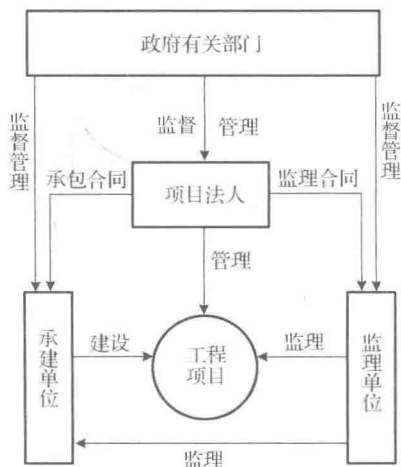 政府有关部门
监督管理
监督 管理
监督管理
承包合同
项目法人
监理合同
管理
承建单位
建设
工程
项目
监理
监理单位
监理